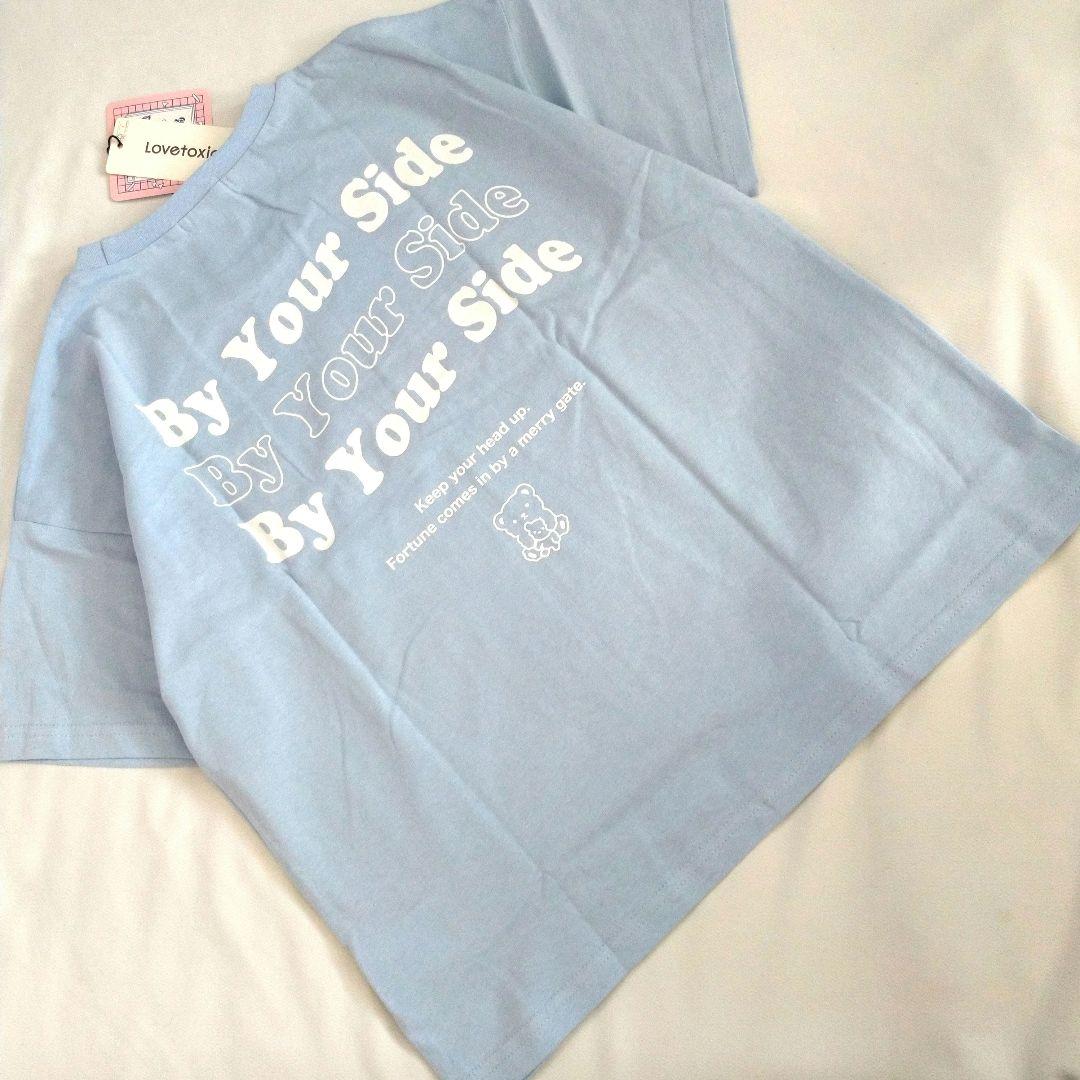 Lovetoxic
By Your Side
By Your Side
By Your Side
Keep your head up.
Fortune comes in by a merry gate.